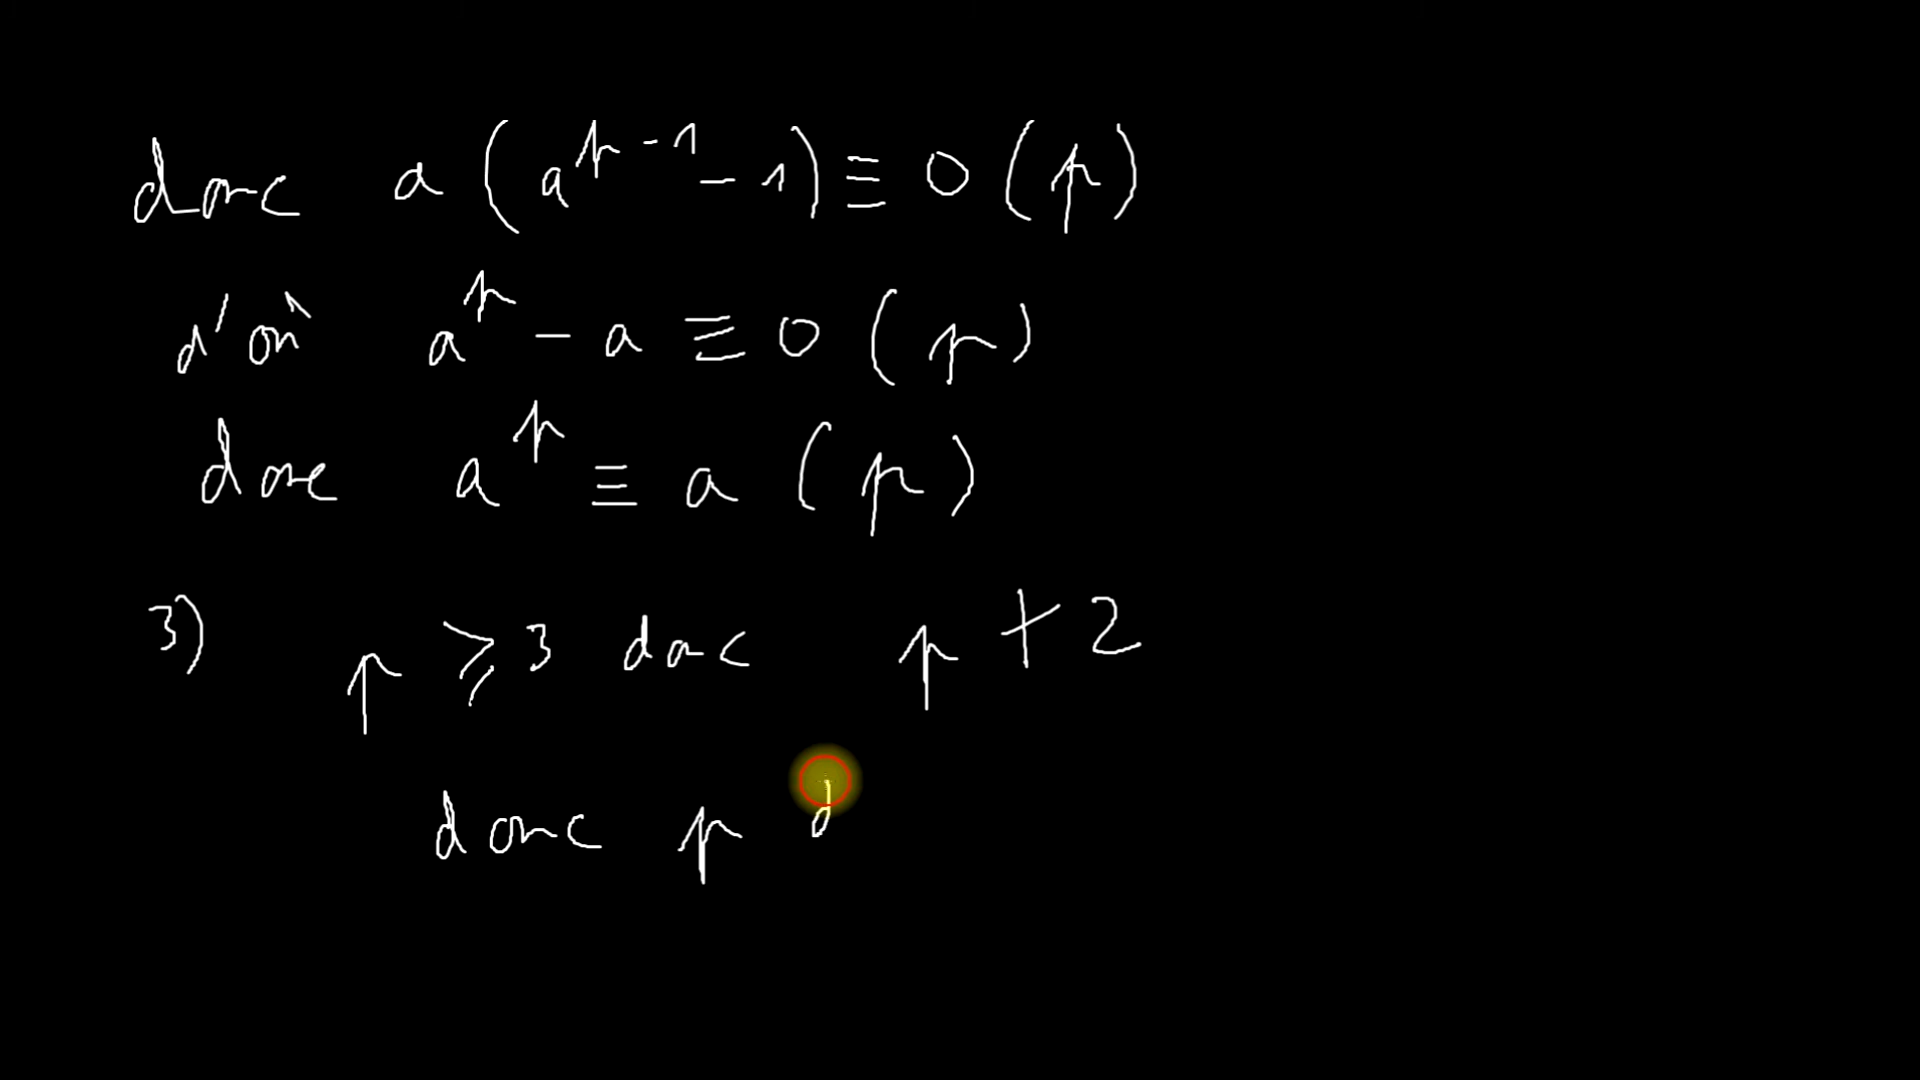 donc a(a^{p-1} - 1) ≡ 0 (p)
d'où a^p - a ≡ 0 (p)
donc a^p ≡ a (p)
3) p ⩾ 3 donc p ∤ 2
donc p d